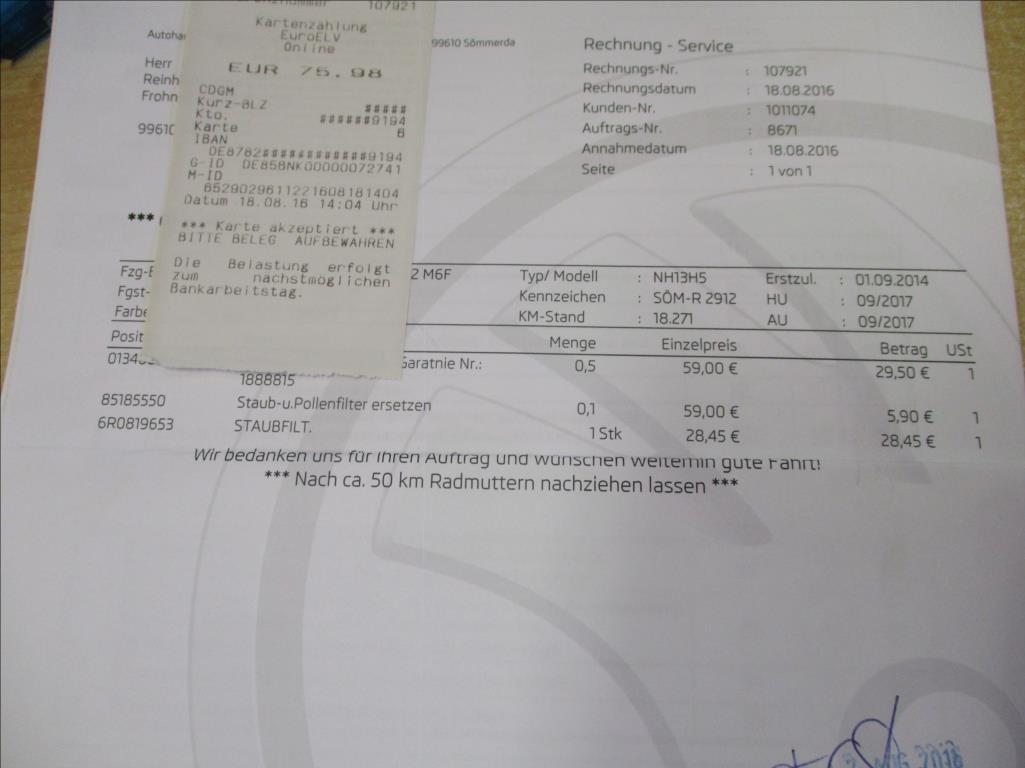 107921
Kartenzahlung
EuroELV
Online
EUR 75.98
CDGM
Kurz-BLZ #####
Kto. ######9194
Karte 6
IBAN
DE8782############9194
G-ID DE85BNK00000072741
M-ID
6529029611221608181404
Datum 18.08.16 14:04 Uhr
*** Karte akzeptiert ***
BITTE BELEG AUFBEWAHREN
Die Belastung erfolgt
zum nächstmöglichen
Bankarbeitstag.
99610 Sömmerda
Herr
Rechnung - Service
Rechnungs-Nr. : 107921
Rechnungsdatum : 18.08.2016
Kunden-Nr. : 1011074
Auftrags-Nr. : 8671
Annahmedatum : 18.08.2016
Seite : 1 von 1
***
2 M6F Typ/ Modell : NH13H5 Erstzul. : 01.09.2014
Fgst- Kennzeichen : SÖM-R 2912 HU : 09/2017
Farbe KM-Stand : 18.271 AU : 09/2017
Posit Menge Einzelpreis Betrag USt
Garatnie Nr.: 0,5 59,00 € 29,50 € 1
1888815
85185550 Staub-u.Pollenfilter ersetzen 0,1 59,00 € 5,90 € 1
6R0819653 STAUBFILT. 1 Stk 28,45 € 28,45 € 1
Wir bedanken uns für Ihren Auftrag und wünschen weiterhin gute Fahrt!
*** Nach ca. 50 km Radmuttern nachziehen lassen ***